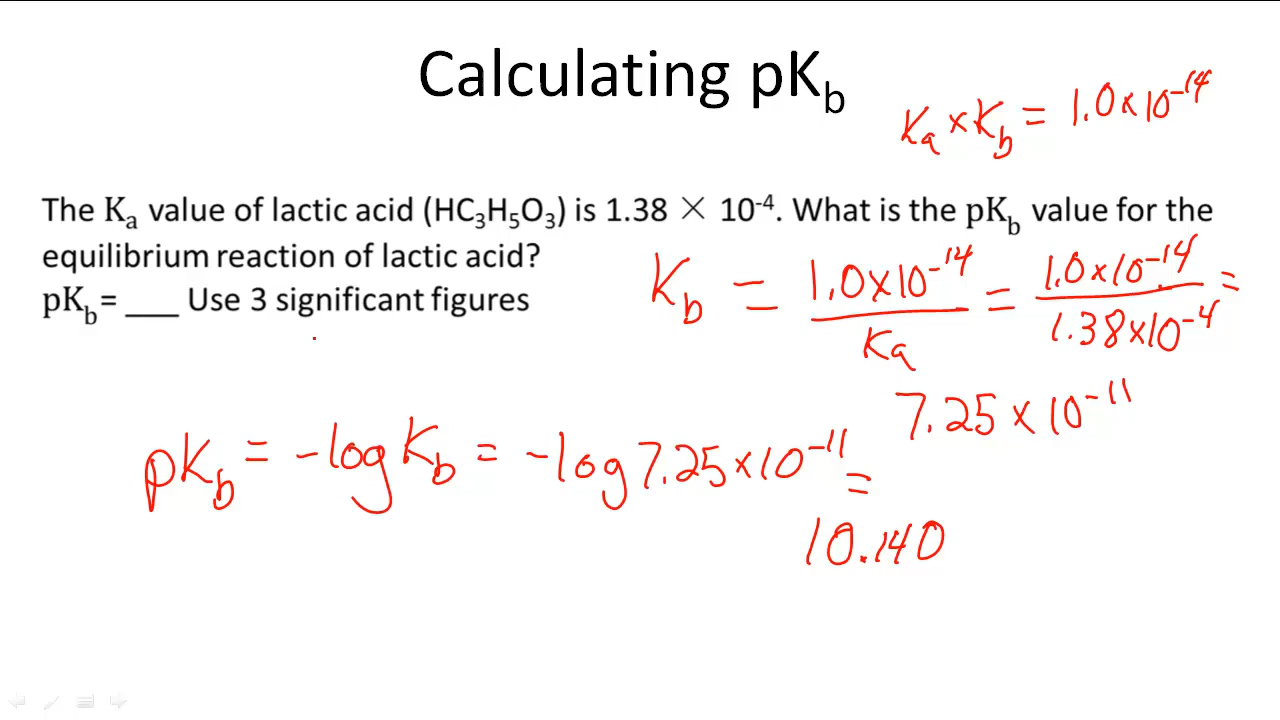 Calculating pKb
Ka × Kb = 1.0 × 10^-14
The Ka value of lactic acid (HC3H5O3) is 1.38 × 10^-4. What is the pKb value for the
equilibrium reaction of lactic acid?
pKb = ___ Use 3 significant figures
Kb = 1.0×10^-14 / Ka = 1.0×10^-14 / 1.38×10^-4 =
7.25 × 10^-11
pKb = -log Kb = -log 7.25×10^-11 =
10.140